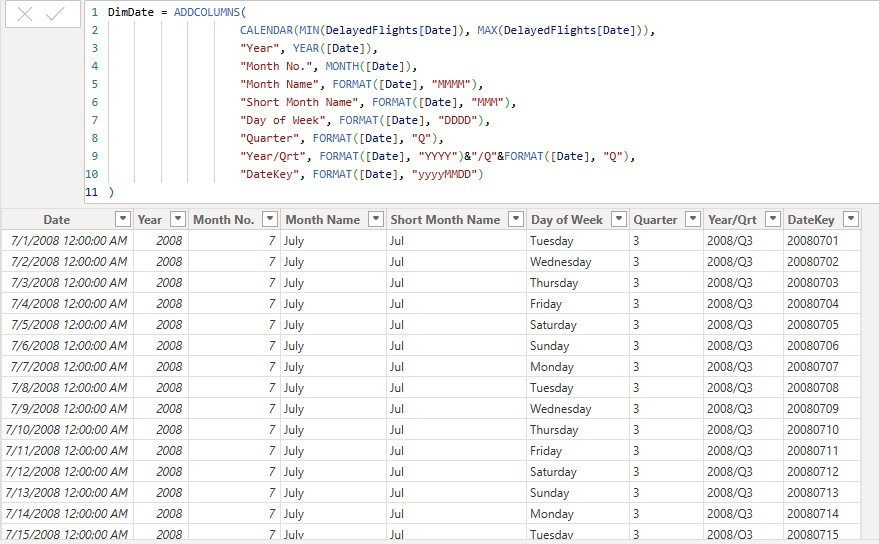 1 DimDate = ADDCOLUMNS(
2 CALENDAR(MIN(DelayedFlights[Date]), MAX(DelayedFlights[Date])),
3 "Year", YEAR([Date]),
4 "Month No.", MONTH([Date]),
5 "Month Name", FORMAT([Date], "MMMM"),
6 "Short Month Name", FORMAT([Date], "MMM"),
7 "Day of Week", FORMAT([Date], "DDDD"),
8 "Quarter", FORMAT([Date], "Q"),
9 "Year/Qrt", FORMAT([Date], "YYYY")&"/Q"&FORMAT([Date], "Q"),
10 "DateKey", FORMAT([Date], "yyyyMMDD")
11 )
Date Year Month No. Month Name Short Month Name Day of Week Quarter Year/Qrt DateKey
7/1/2008 12:00:00 AM 2008 7 July Jul Tuesday 3 2008/Q3 20080701
7/2/2008 12:00:00 AM 2008 7 July Jul Wednesday 3 2008/Q3 20080702
7/3/2008 12:00:00 AM 2008 7 July Jul Thursday 3 2008/Q3 20080703
7/4/2008 12:00:00 AM 2008 7 July Jul Friday 3 2008/Q3 20080704
7/5/2008 12:00:00 AM 2008 7 July Jul Saturday 3 2008/Q3 20080705
7/6/2008 12:00:00 AM 2008 7 July Jul Sunday 3 2008/Q3 20080706
7/7/2008 12:00:00 AM 2008 7 July Jul Monday 3 2008/Q3 20080707
7/8/2008 12:00:00 AM 2008 7 July Jul Tuesday 3 2008/Q3 20080708
7/9/2008 12:00:00 AM 2008 7 July Jul Wednesday 3 2008/Q3 20080709
7/10/2008 12:00:00 AM 2008 7 July Jul Thursday 3 2008/Q3 20080710
7/11/2008 12:00:00 AM 2008 7 July Jul Friday 3 2008/Q3 20080711
7/12/2008 12:00:00 AM 2008 7 July Jul Saturday 3 2008/Q3 20080712
7/13/2008 12:00:00 AM 2008 7 July Jul Sunday 3 2008/Q3 20080713
7/14/2008 12:00:00 AM 2008 7 July Jul Monday 3 2008/Q3 20080714
7/15/2008 12:00:00 AM 2008 7 July Jul Tuesday 3 2008/Q3 20080715